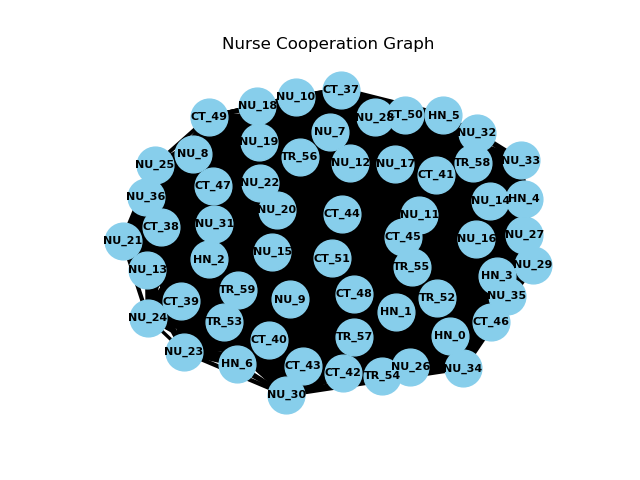 Nurse Cooperation Graph
CT_37
NU_10
NU_18
CT_49
NU_28
CT_50
HN_5
NU_7
NU_32
NU_19
NU_8
TR_56
NU_12
NU_17
TR_58
NU_33
NU_25
CT_41
CT_47
NU_22
NU_36
NU_14
HN_4
NU_20
CT_44
NU_11
CT_38
NU_31
CT_45
NU_16
NU_27
NU_21
NU_15
HN_2
CT_51
TR_55
NU_29
NU_13
HN_3
TR_59
CT_48
TR_52
NU_35
CT_39
NU_9
HN_1
NU_24
TR_53
CT_46
CT_40
TR_57
HN_0
NU_23
HN_6
CT_43
CT_42
TR_54
NU_26
NU_34
NU_30